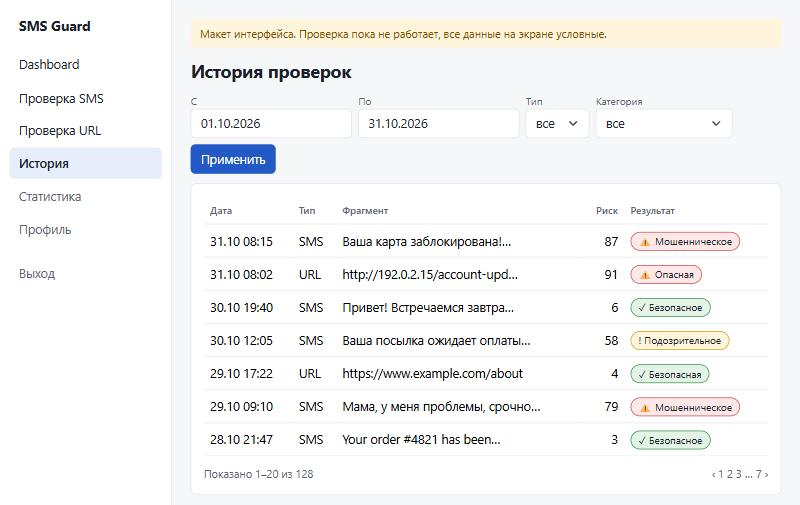 SMS Guard
Dashboard
Проверка SMS
Проверка URL
История
Статистика
Профиль
Выход
Макет интерфейса. Проверка пока не работает, все данные на экране условные.
История проверок
С По Тип Категория
01.10.2026 31.10.2026 все все
Применить
Дата Тип Фрагмент Риск Результат
31.10 08:15 SMS Ваша карта заблокирована!... 87 Мошенническое
31.10 08:02 URL http://192.0.2.15/account-upd... 91 Опасная
30.10 19:40 SMS Привет! Встречаемся завтра... 6 ✓ Безопасное
30.10 12:05 SMS Ваша посылка ожидает оплаты... 58 ! Подозрительное
29.10 17:22 URL https://www.example.com/about 4 ✓ Безопасная
29.10 09:10 SMS Мама, у меня проблемы, срочно... 79 Мошенническое
28.10 21:47 SMS Your order #4821 has been... 3 ✓ Безопасное
Показано 1–20 из 128 ‹ 1 2 3 ... 7 ›